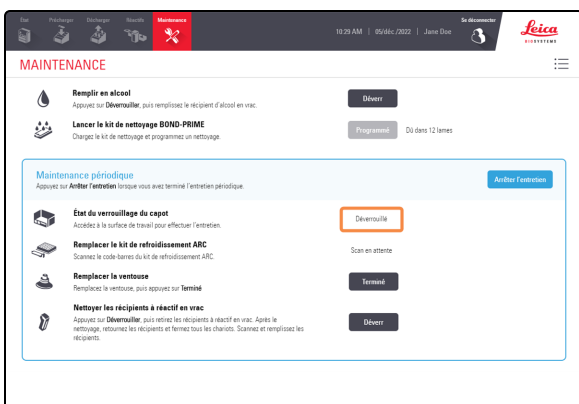 État Précharger Décharger Réactifs Maintenance
10:29 AM | 05/déc./2022 | Jane Doe
Se déconnecter
Leica
BIOSYSTEMS
MAINTENANCE
Remplir en alcool
Appuyez sur Déverrouiller, puis remplissez le récipient d'alcool en vrac.
Déverr
Lancer le kit de nettoyage BOND-PRIME
Chargez le kit de nettoyage et programmez un nettoyage.
Programmé
Dû dans 12 lames
Maintenance périodique
Appuyez sur Arrêter l'entretien lorsque vous avez terminé l'entretien périodique.
Arrêter l'entretien
État du verrouillage du capot
Accédez à la surface de travail pour effectuer l'entretien.
Déverrouillé
Remplacer le kit de refroidissement ARC
Scannez le code-barres du kit de refroidissement ARC.
Scan en attente
Remplacer la ventouse
Remplacez la ventouse, puis appuyez sur Terminé
Terminé
Nettoyer les récipients à réactif en vrac
Appuyez sur Déverrouiller, puis retirez les récipients à réactif en vrac. Après le
nettoyage, retournez les récipients et fermez tous les chariots. Scannez et remplissez les
récipients.
Déverr